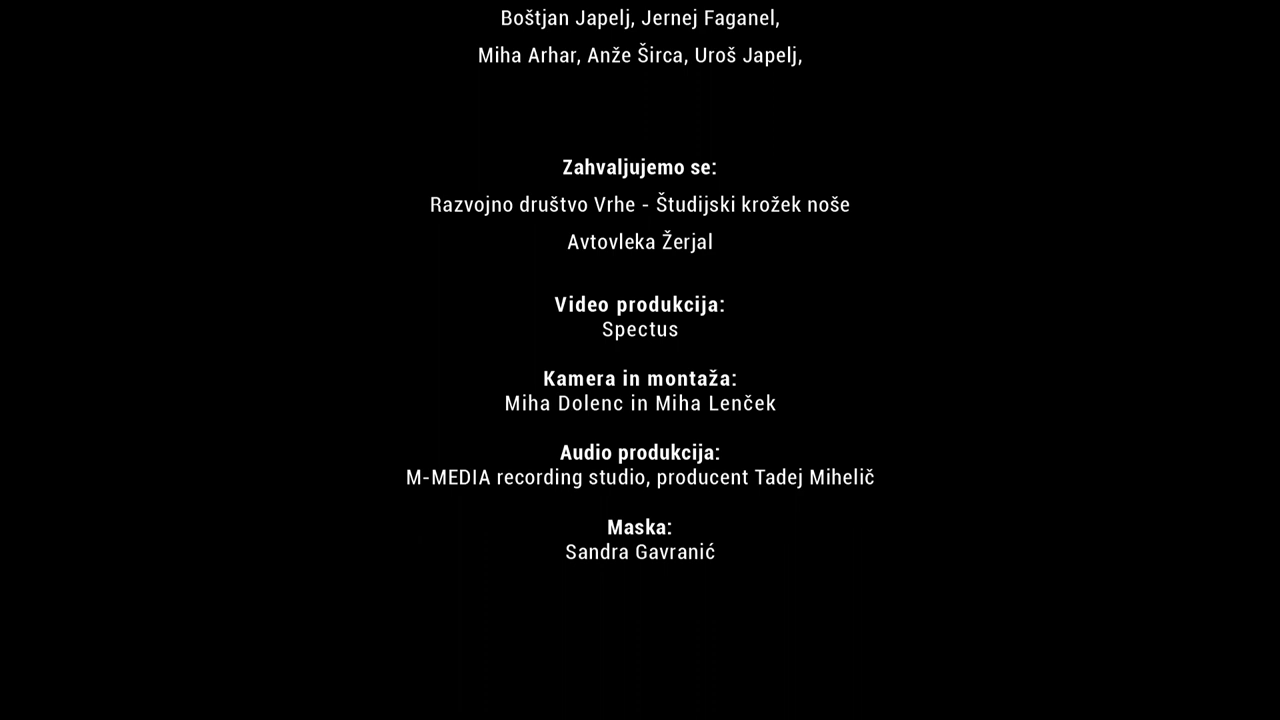 Boštjan Japelj, Jernej Faganel,
Miha Arhar, Anže Širca, Uroš Japelj,
Zahvaljujemo se:
Razvojno društvo Vrhe - Študijski krožek noše
Avtovleka Žerjal
Video produkcija:
Spectus
Kamera in montaža:
Miha Dolenc in Miha Lenček
Audio produkcija:
M-MEDIA recording studio, producent Tadej Mihelič
Maska:
Sandra Gavranić